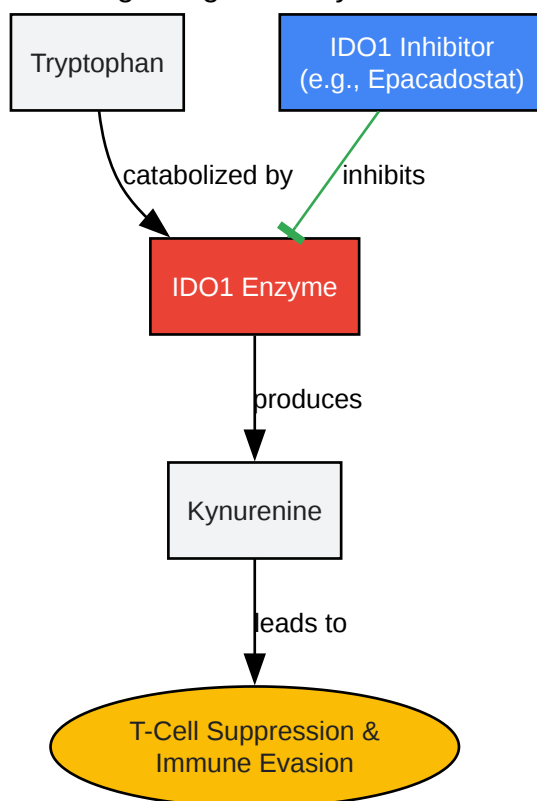 Tryptophan
IDO1 Inhibitor
(e.g., Epacadostat)
catabolized by
inhibits
IDO1 Enzyme
produces
Kynurenine
leads to
T-Cell Suppression &
Immune Evasion